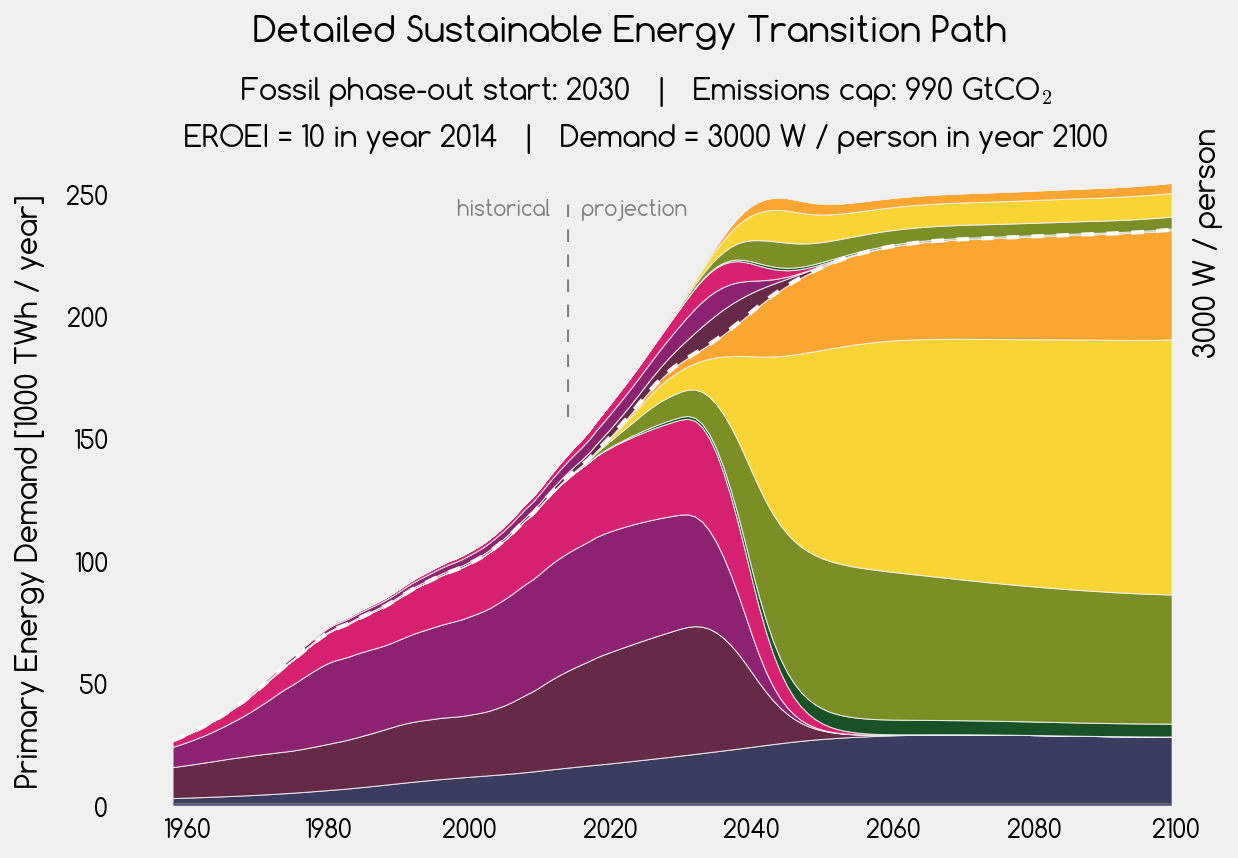 Detailed Sustainable Energy Transition Path
Fossil phase-out start: 2030 | Emissions cap: 990 GtCO₂
EROEI = 10 in year 2014 | Demand = 3000 W / person in year 2100
historical projection
Primary Energy Demand [1000 TWh / year]
250
200
150
100
50
0
1960 1980 2000 2020 2040 2060 2080 2100
3000 W / person